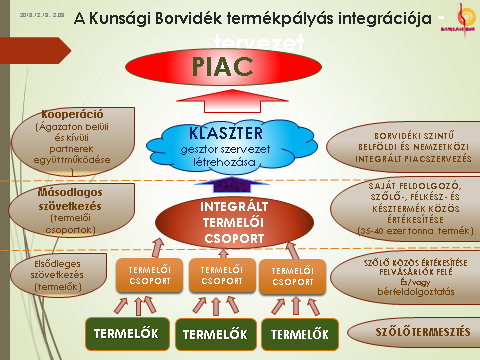 2018.12.19. 2:09
A Kunsági Borvidék termékpályás integrációja -
tervezet
PIAC
Kooperáció
(Ágazaton belüli
és kívüli
partnerek
együttműködése
)
KLASZTER
gesztor szervezet
létrehozása
BORVIDÉKI SZINTŰ
BELFÖLDI ÉS NEMZETKÖZI
INTEGRÁLT PIACSZERVEZÉS
Másodlagos
szövetkezés
(termelői
csoportok)
INTEGRÁLT
TERMELŐI
CSOPORT
SAJÁT FELDOLGOZÓ,
SZŐLŐ-, FÉLKÉSZ- ÉS
KÉSZTERMÉK KÖZÖS
ÉRTÉKESÍTÉSE
(35-40 ezer tonna termék)
Elsődleges
szövetkezés
(termelők)
TERMELŐI
CSOPORT
TERMELŐI
CSOPORT
TERMELŐI
CSOPORT
SZŐLŐ KÖZÖS ÉRTÉKESÍTÉSE
FELVÁSÁRLÓK FELÉ
És/vagy
bérfeldolgoztatás
TERMELŐK
TERMELŐK
TERMELŐK
SZŐLŐTERMESZTÉS